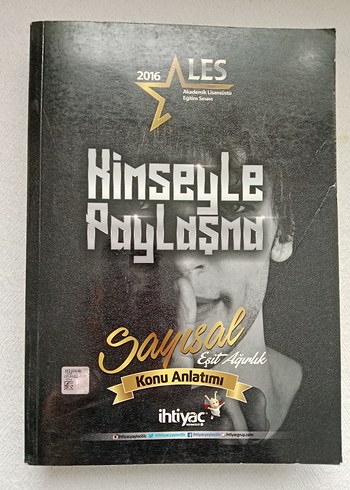 2016 ALES
Akademik Lisansüstü
Eğitim Sınavı
Kimseyle
Paylaşma
Sayısal
Eşit Ağırlık
Konu Anlatımı
ihtiyaç